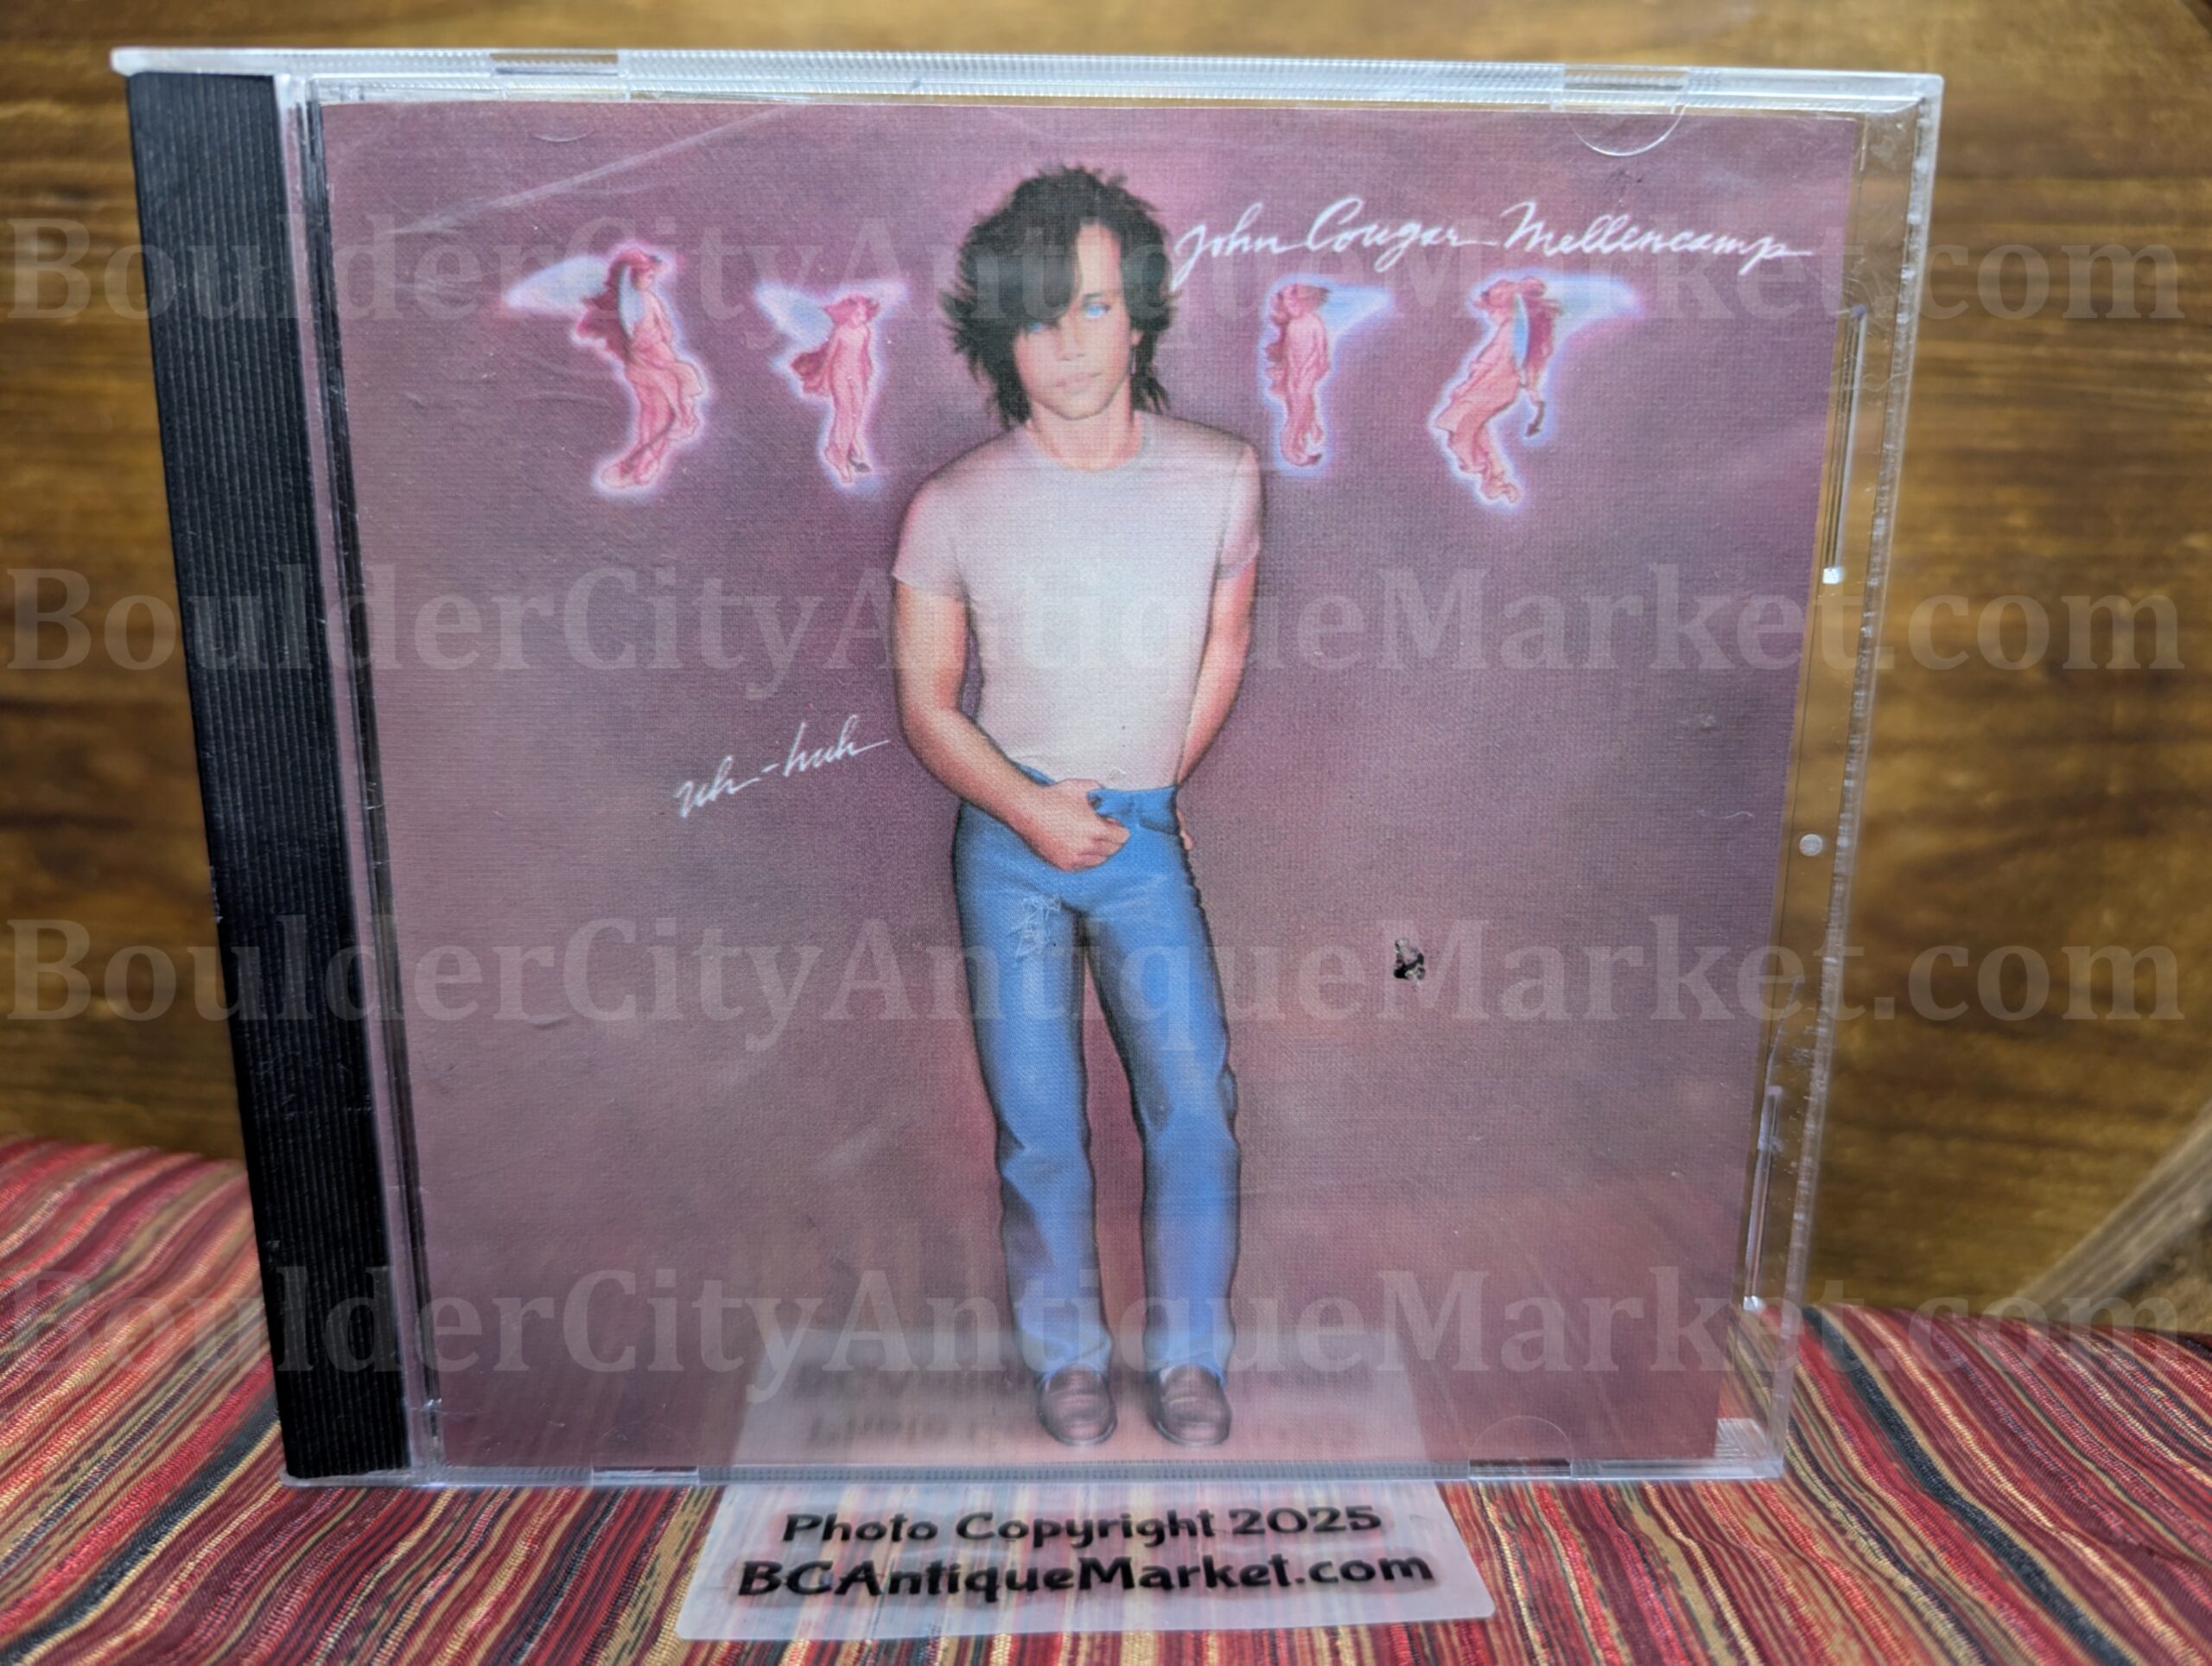 John Cougar Mellencamp
BoulderCityAntiqueMarket.com
BoulderCityAntiqueMarket.com
uh-huh
BoulderCityAntiqueMarket.com
BoulderCityAntiqueMarket.com
Photo Copyright 2025
BCAntiqueMarket.com